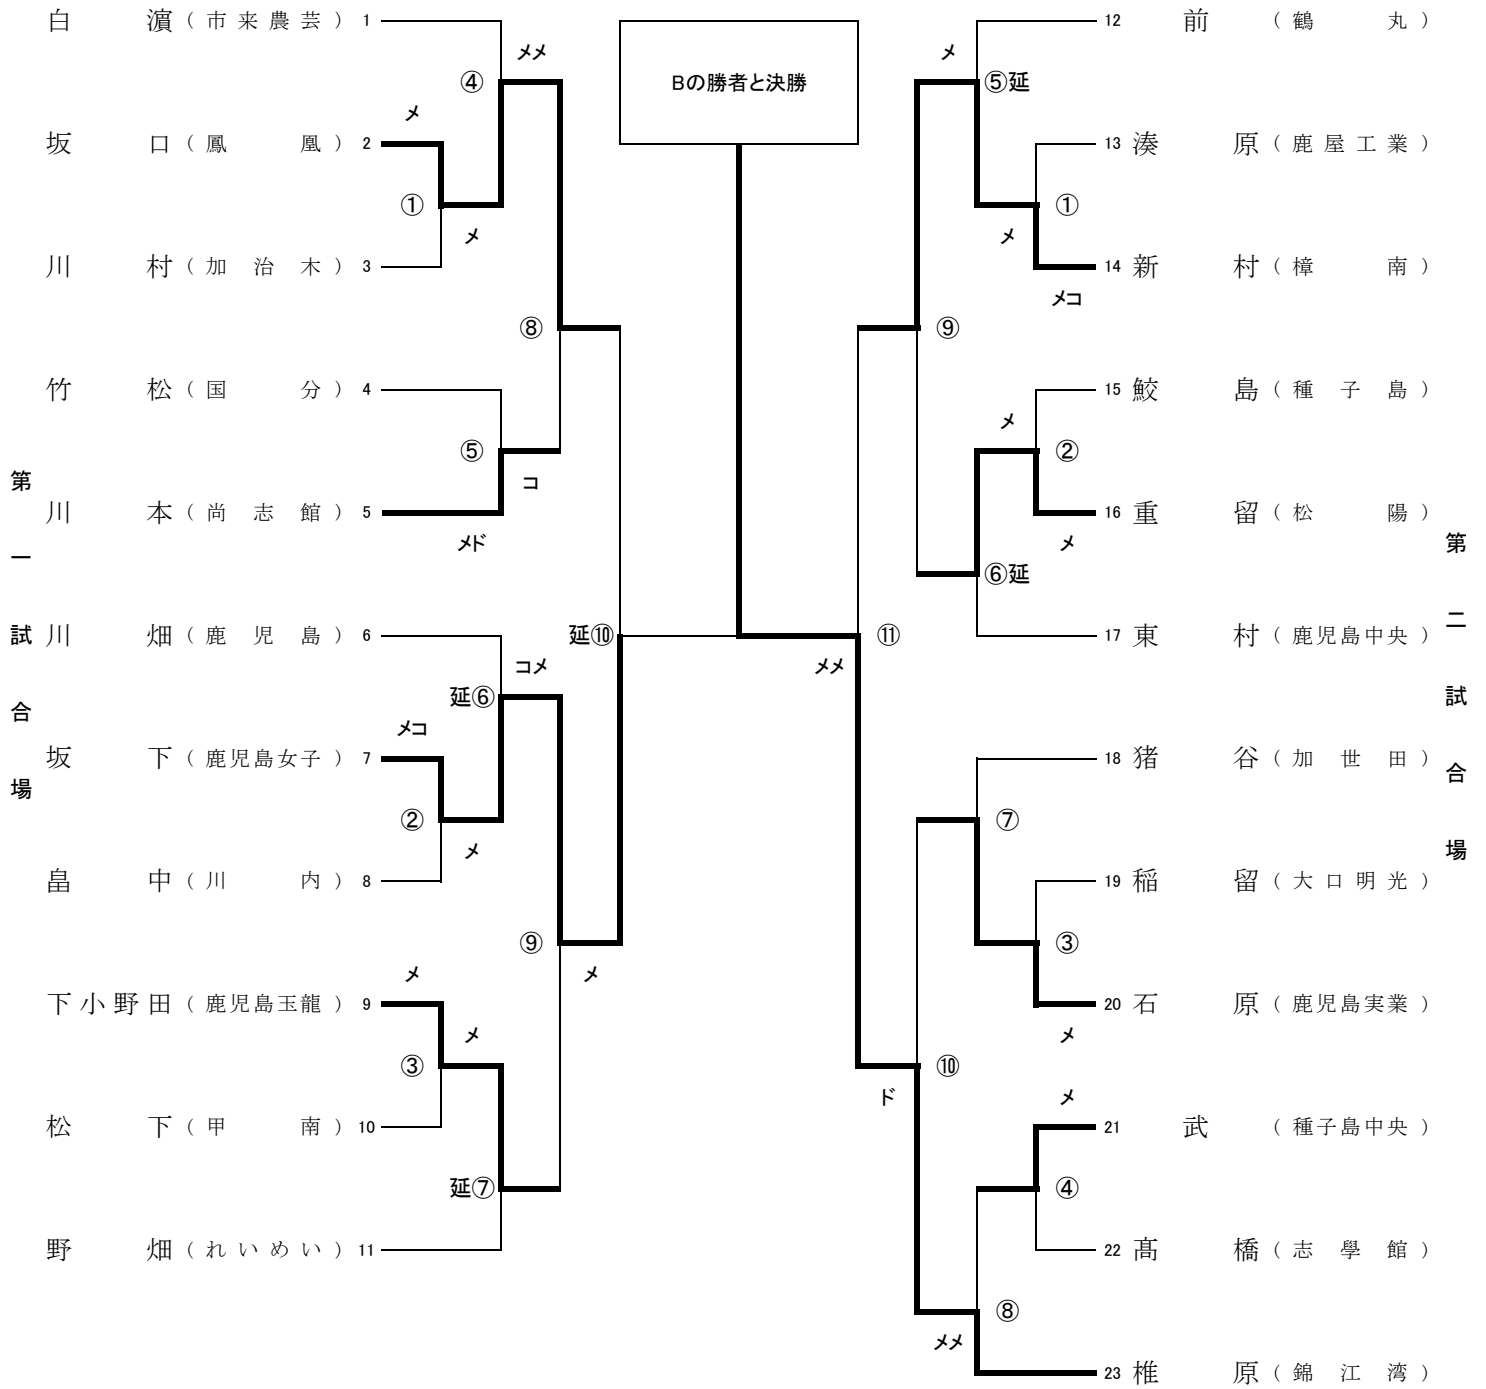 白濵（市来農芸）1
メメ
④
メ
坂口（鳳凰）2
①
メ
川村（加治木）3
⑧
竹松（国分）4
⑤
コ
川本（尚志館）5
メド
川畑（鹿児島）6
延⑩
コメ
延⑥
メコ
坂下（鹿児島女子）7
②
メ
畠中（川内）8
⑨
メ
メ
下小野田（鹿児島玉龍）9
メ
③
松下（甲南）10
延⑦
野畑（れいめい）11
第一試合場
Bの勝者と決勝
⑪
メメ
12 前（鶴丸）
メ
⑤延
13 湊原（鹿屋工業）
①
メ
14 新村（樟南）
メコ
⑨
15 鮫島（種子島）
メ
②
16 重留（松陽）
メ
⑥延
17 東村（鹿児島中央）
18 猪谷（加世田）
⑦
19 稲留（大口明光）
③
20 石原（鹿児島実業）
メ
⑩
ド
メ
21 武（種子島中央）
④
22 髙橋（志學館）
⑧
メメ
23 椎原（錦江湾）
第二試合場